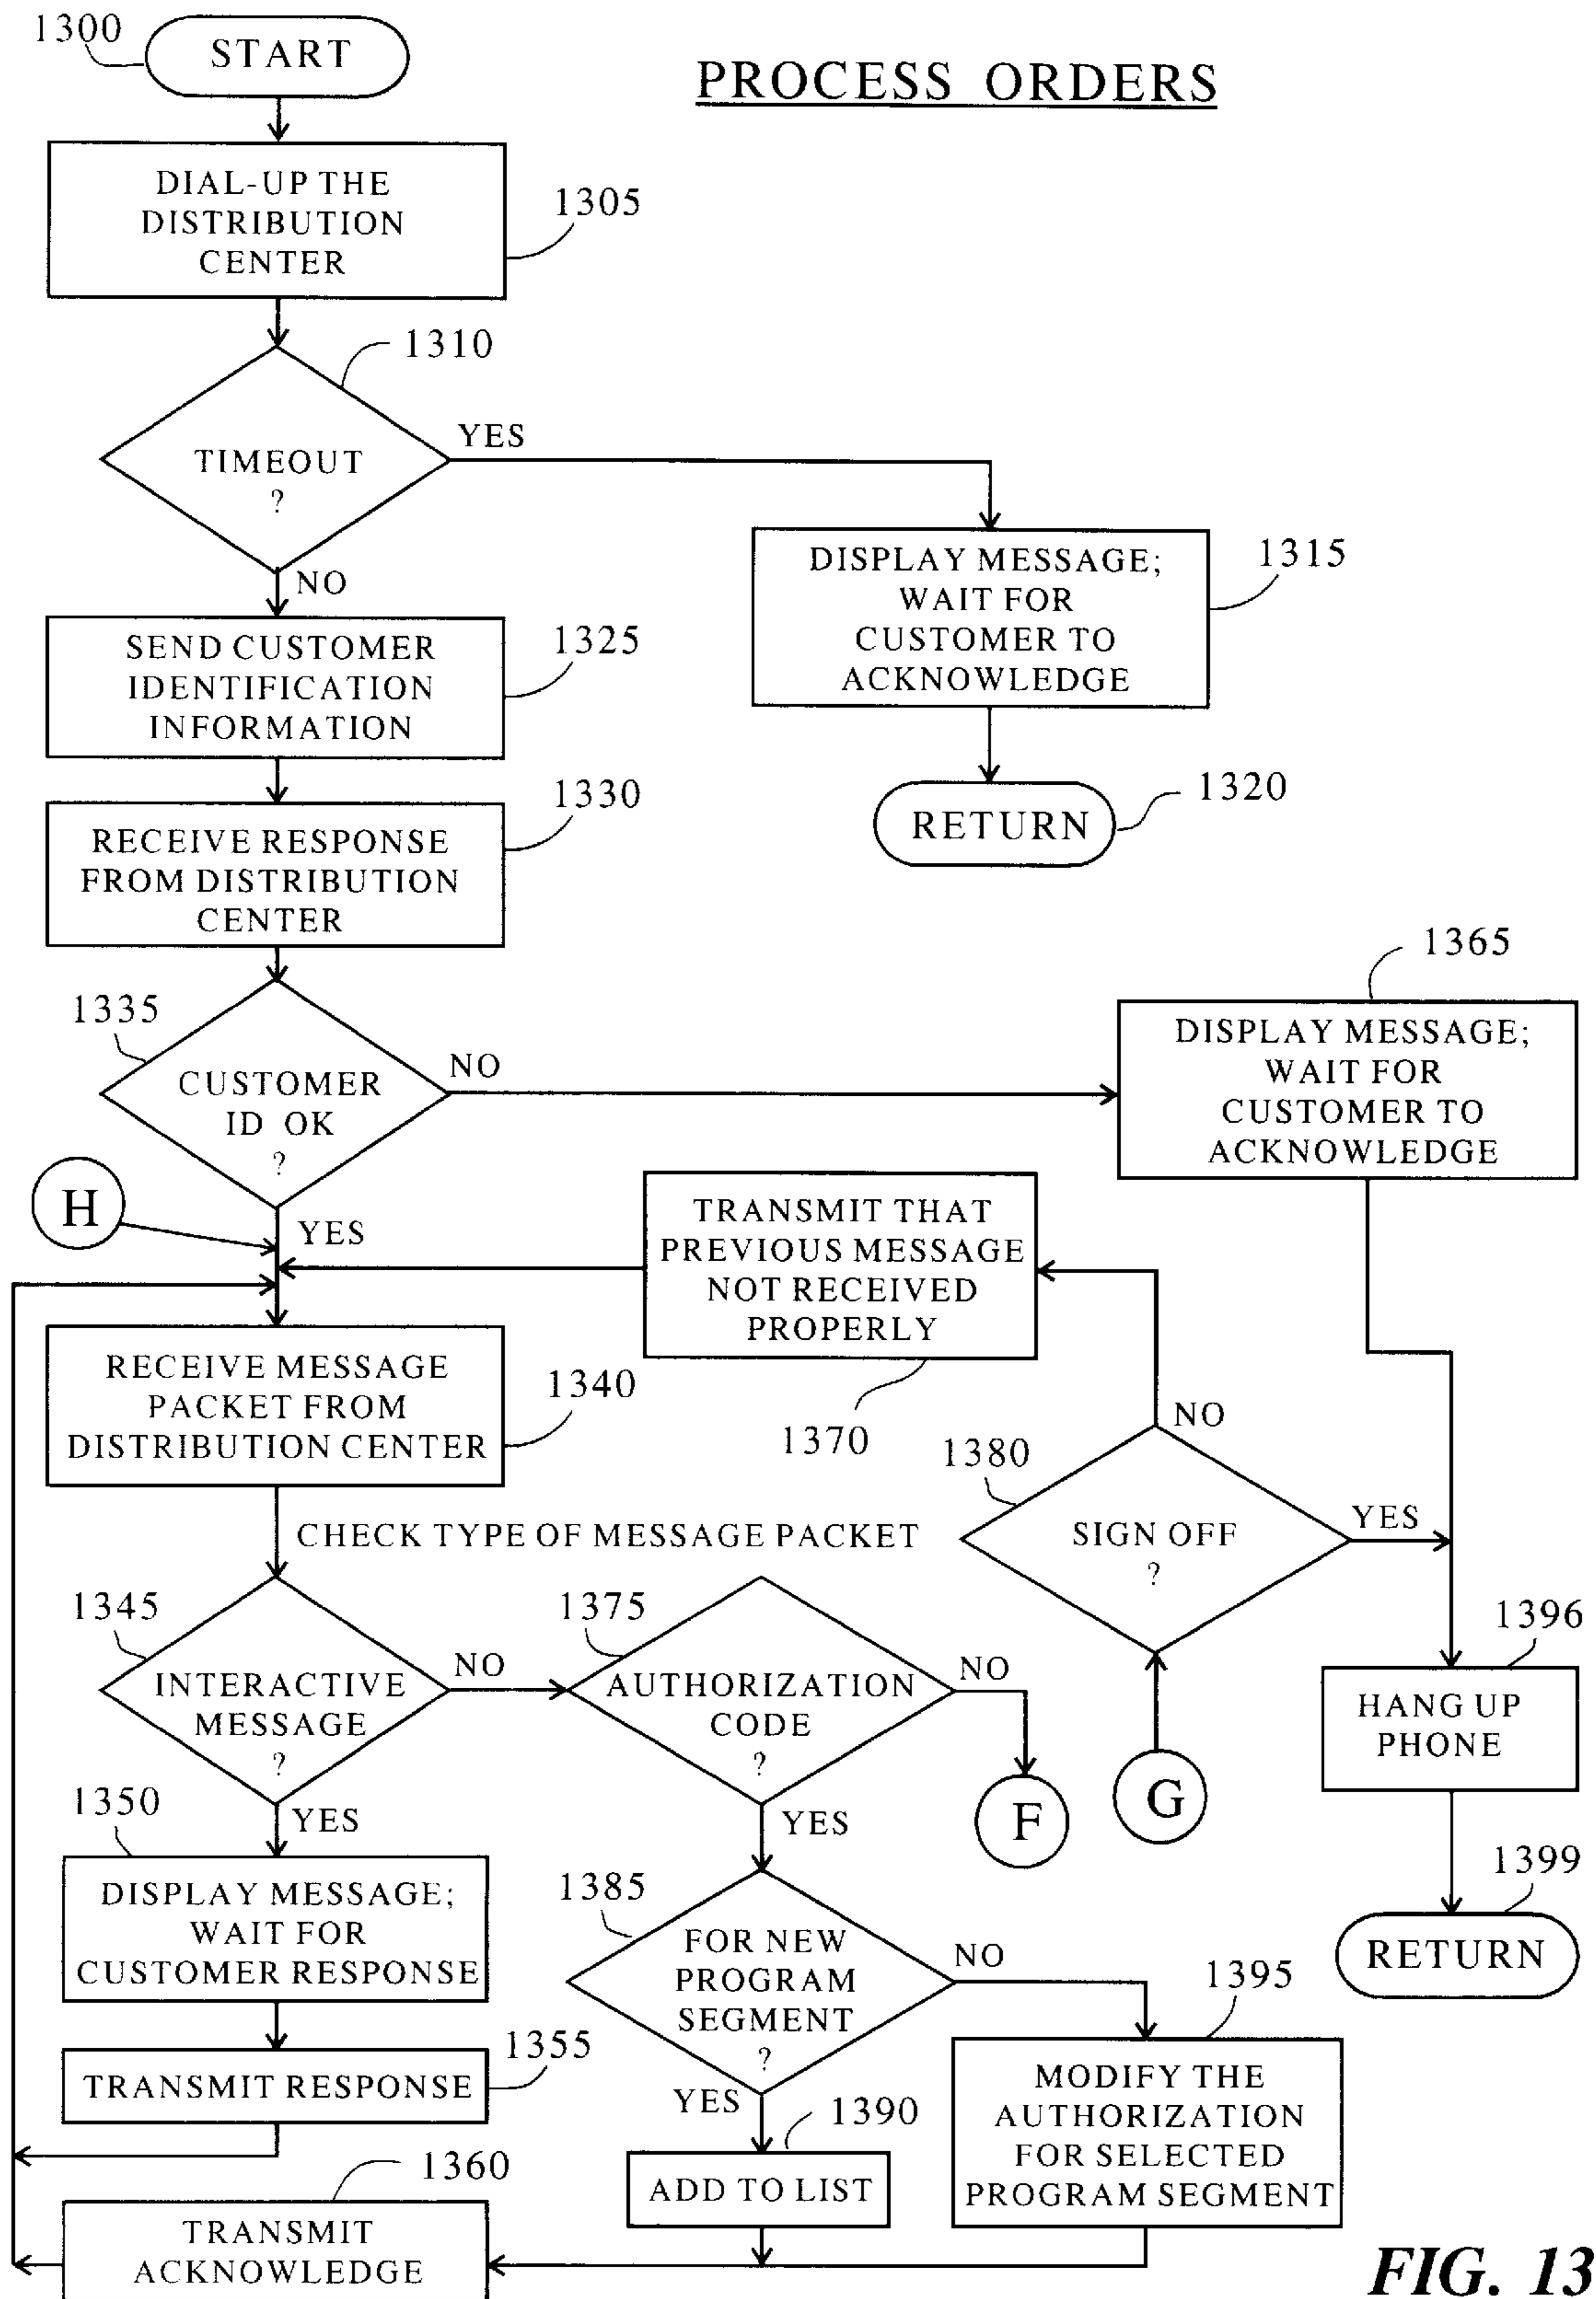 1300
START
PROCESS ORDERS
DIAL-UP THE
DISTRIBUTION
CENTER
1305
1310
TIMEOUT
?
YES
NO
DISPLAY MESSAGE;
WAIT FOR
CUSTOMER TO
ACKNOWLEDGE
1315
SEND CUSTOMER
IDENTIFICATION
INFORMATION
1325
RETURN
1320
RECEIVE RESPONSE
FROM DISTRIBUTION
CENTER
1330
1335
CUSTOMER
ID OK
?
NO
YES
1365
DISPLAY MESSAGE;
WAIT FOR
CUSTOMER TO
ACKNOWLEDGE
H
TRANSMIT THAT
PREVIOUS MESSAGE
NOT RECEIVED
PROPERLY
1370
RECEIVE MESSAGE
PACKET FROM
DISTRIBUTION CENTER
1340
NO
1380
SIGN OFF
?
YES
CHECK TYPE OF MESSAGE PACKET
1345
INTERACTIVE
MESSAGE
?
NO
YES
1375
AUTHORIZATION
CODE
?
NO
YES
F
G
1396
HANG UP
PHONE
1399
RETURN
1350
DISPLAY MESSAGE;
WAIT FOR
CUSTOMER RESPONSE
1385
FOR NEW
PROGRAM
SEGMENT
?
NO
YES
1395
MODIFY THE
AUTHORIZATION
FOR SELECTED
PROGRAM SEGMENT
1355
TRANSMIT RESPONSE
1390
ADD TO LIST
1360
TRANSMIT
ACKNOWLEDGE
FIG. 13